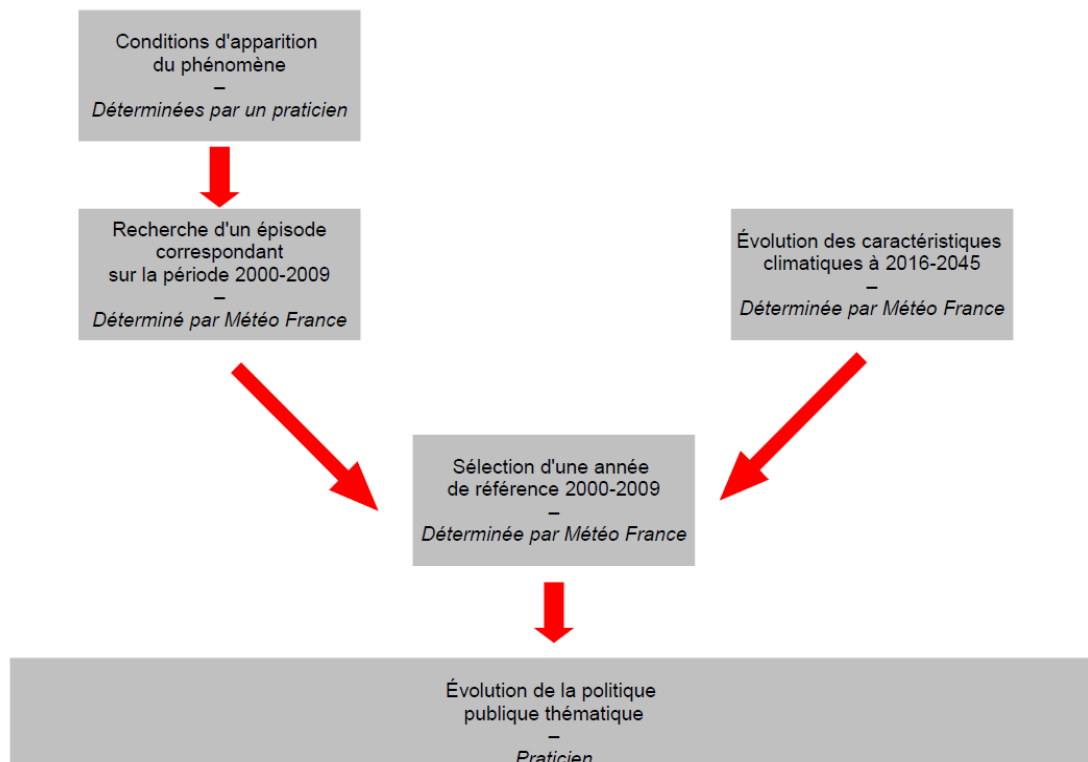 Conditions d'apparition
du phénomène
–
Déterminées par un praticien
Recherche d'un épisode
correspondant
sur la période 2000-2009
–
Déterminé par Météo France
Évolution des caractéristiques
climatiques à 2016-2045
–
Déterminée par Météo France
Sélection d'une année
de référence 2000-2009
–
Déterminée par Météo France
Évolution de la politique
publique thématique
–
Praticien